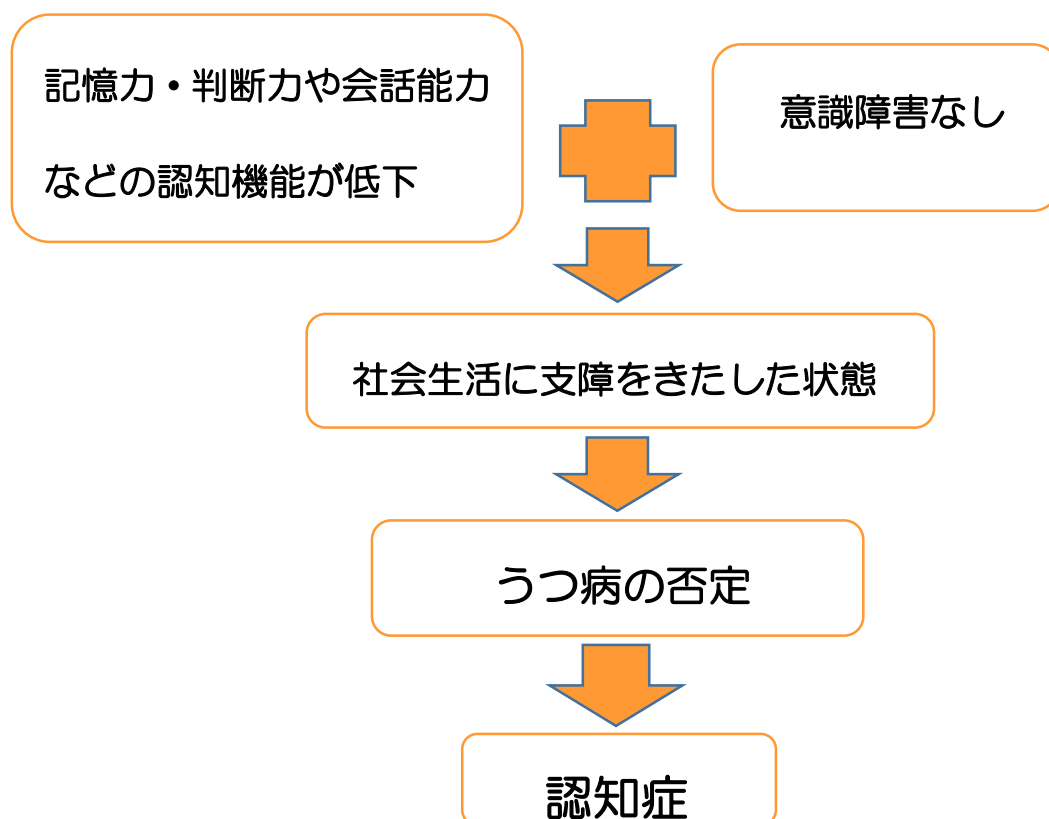 記憶力・判断力や会話能力
などの認知機能が低下
意識障害なし
社会生活に支障をきたした状態
うつ病の否定
認知症